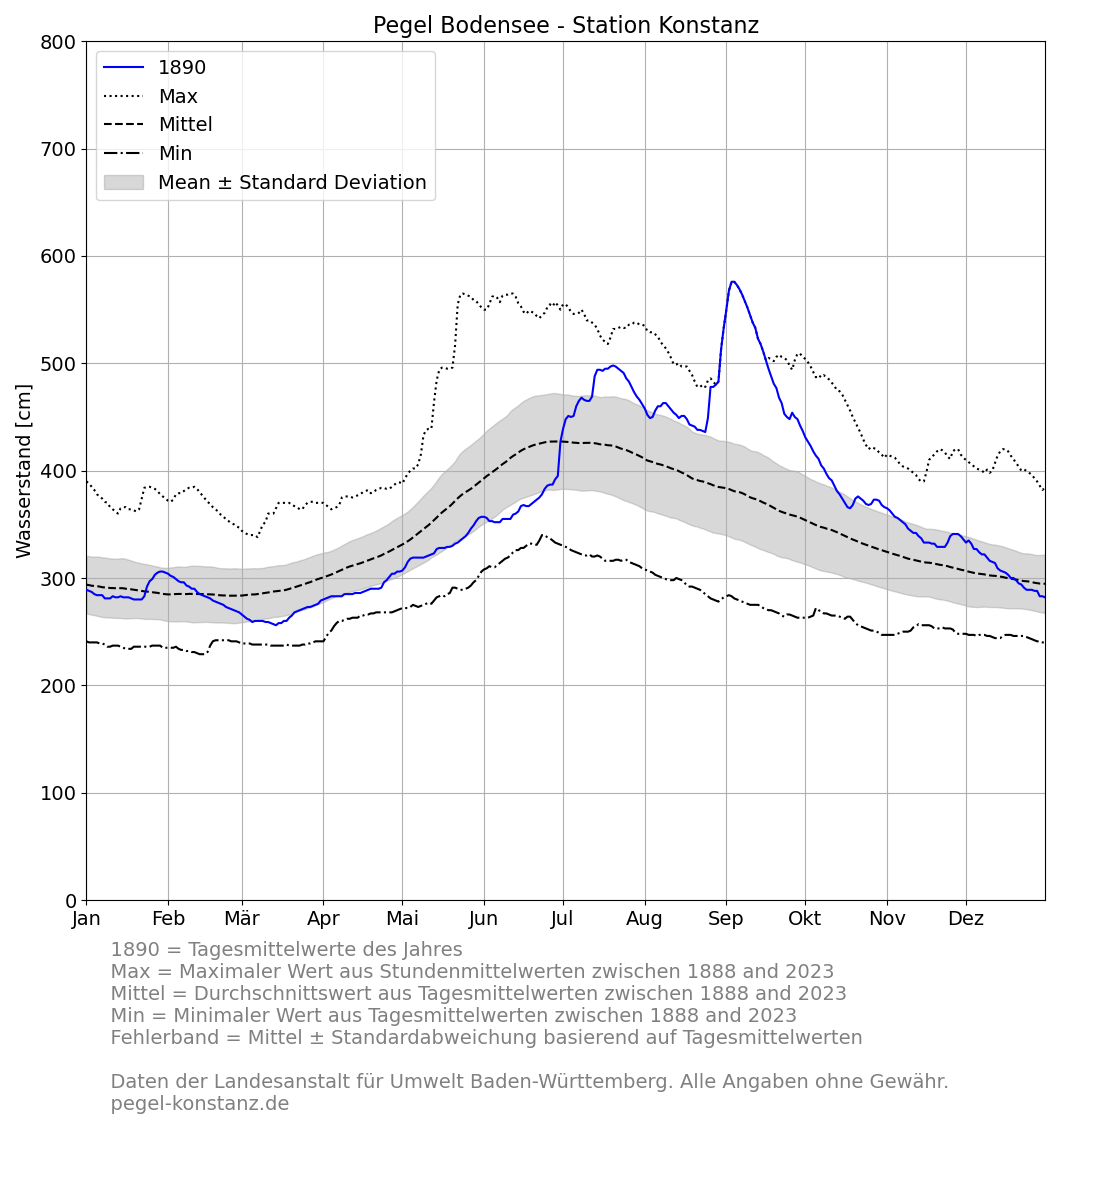 Pegel Bodensee - Station Konstanz
800
700
600
500
400
300
200
100
0
Wasserstand [cm]
1890
Max
Mittel
Min
Mean ± Standard Deviation
Jan Feb Mär Apr Mai Jun Jul Aug Sep Okt Nov Dez
1890 = Tagesmittelwerte des Jahres
Max = Maximaler Wert aus Stundenmittelwerten zwischen 1888 and 2023
Mittel = Durchschnittswert aus Tagesmittelwerten zwischen 1888 and 2023
Min = Minimaler Wert aus Tagesmittelwerten zwischen 1888 and 2023
Fehlerband = Mittel ± Standardabweichung basierend auf Tagesmittelwerten
Daten der Landesanstalt für Umwelt Baden-Württemberg. Alle Angaben ohne Gewähr.
pegel-konstanz.de